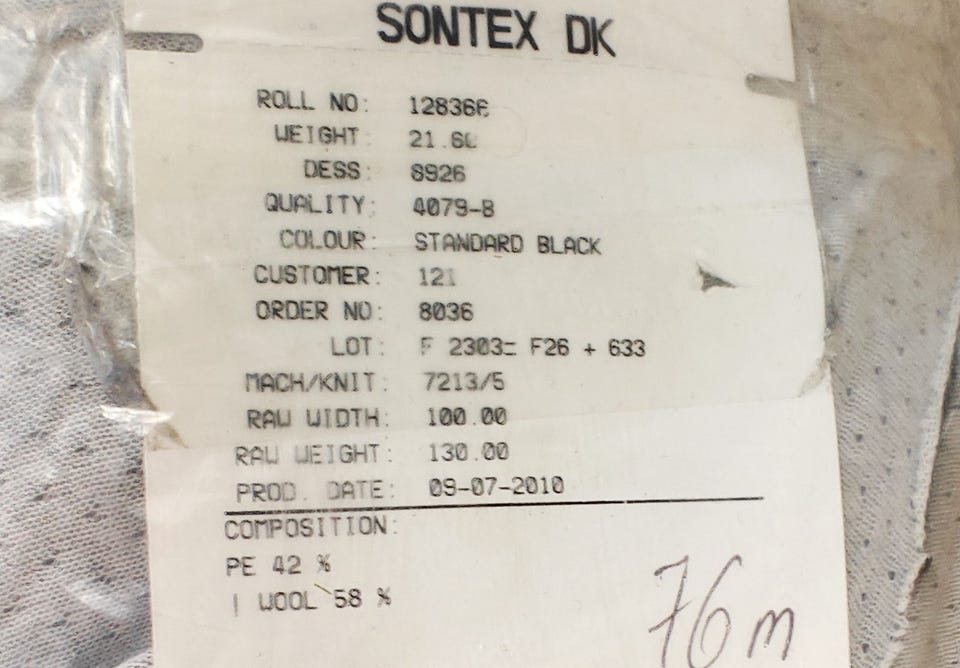 SONTEX DK
ROLL NO: 128366
WEIGHT:
DESS: 8926
QUALITY: 4079-B
COLOUR: STANDARD BLACK
CUSTOMER: 121
ORDER NO: 8036
LOT: F 2303= F26 + 633
MACH/KNIT: 7213/5
RAW WIDTH: 100.00
RAW WEIGHT: 130.00
PROD. DATE: 09-07-2010
COMPOSITION:
PE 42 %
WOOL 58 %
76m